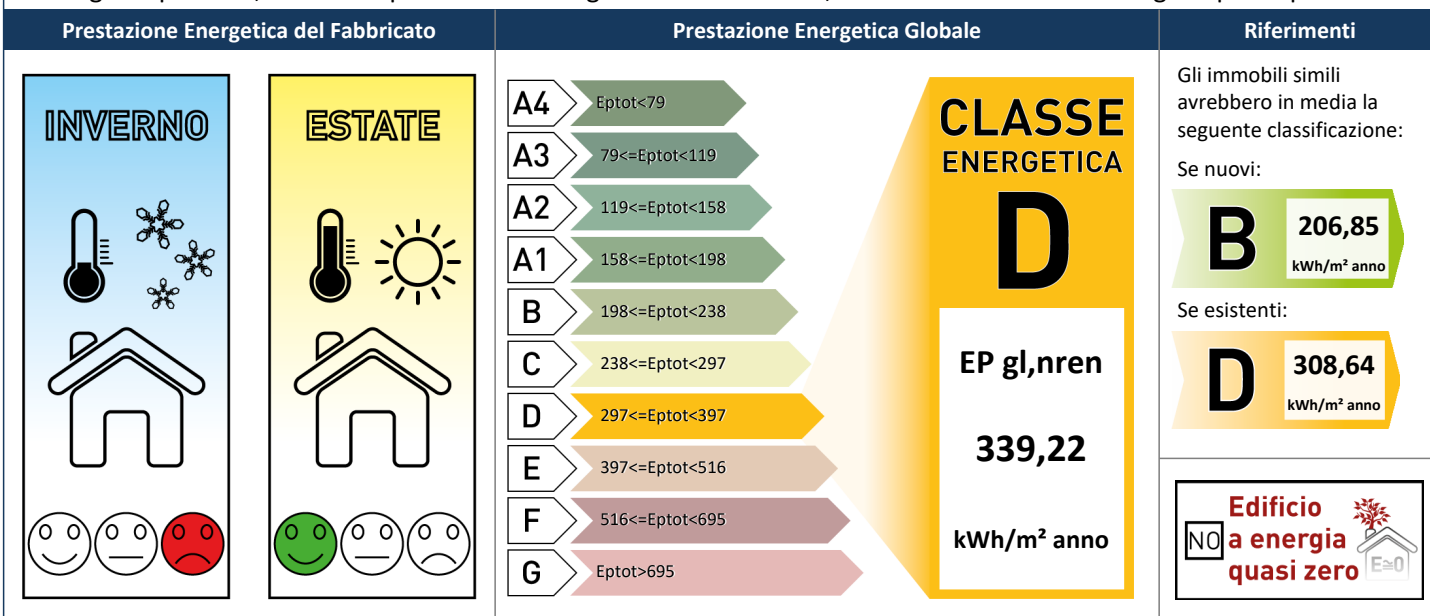 Prestazione Energetica del Fabbricato
Prestazione Energetica Globale
Riferimenti
INVERNO
ESTATE
A4 Eptot<79
A3 79<=Eptot<119
A2 119<=Eptot<158
A1 158<=Eptot<198
B 198<=Eptot<238
C 238<=Eptot<297
D 297<=Eptot<397
E 397<=Eptot<516
F 516<=Eptot<695
G Eptot>695
CLASSE
ENERGETICA
D
EP gl,nren
339,22
kWh/m² anno
Gli immobili simili
avrebbero in media la
seguente classificazione:
Se nuovi:
B 206,85
kWh/m² anno
Se esistenti:
D 308,64
kWh/m² anno
Edificio
NO a energia
quasi zero E≅0